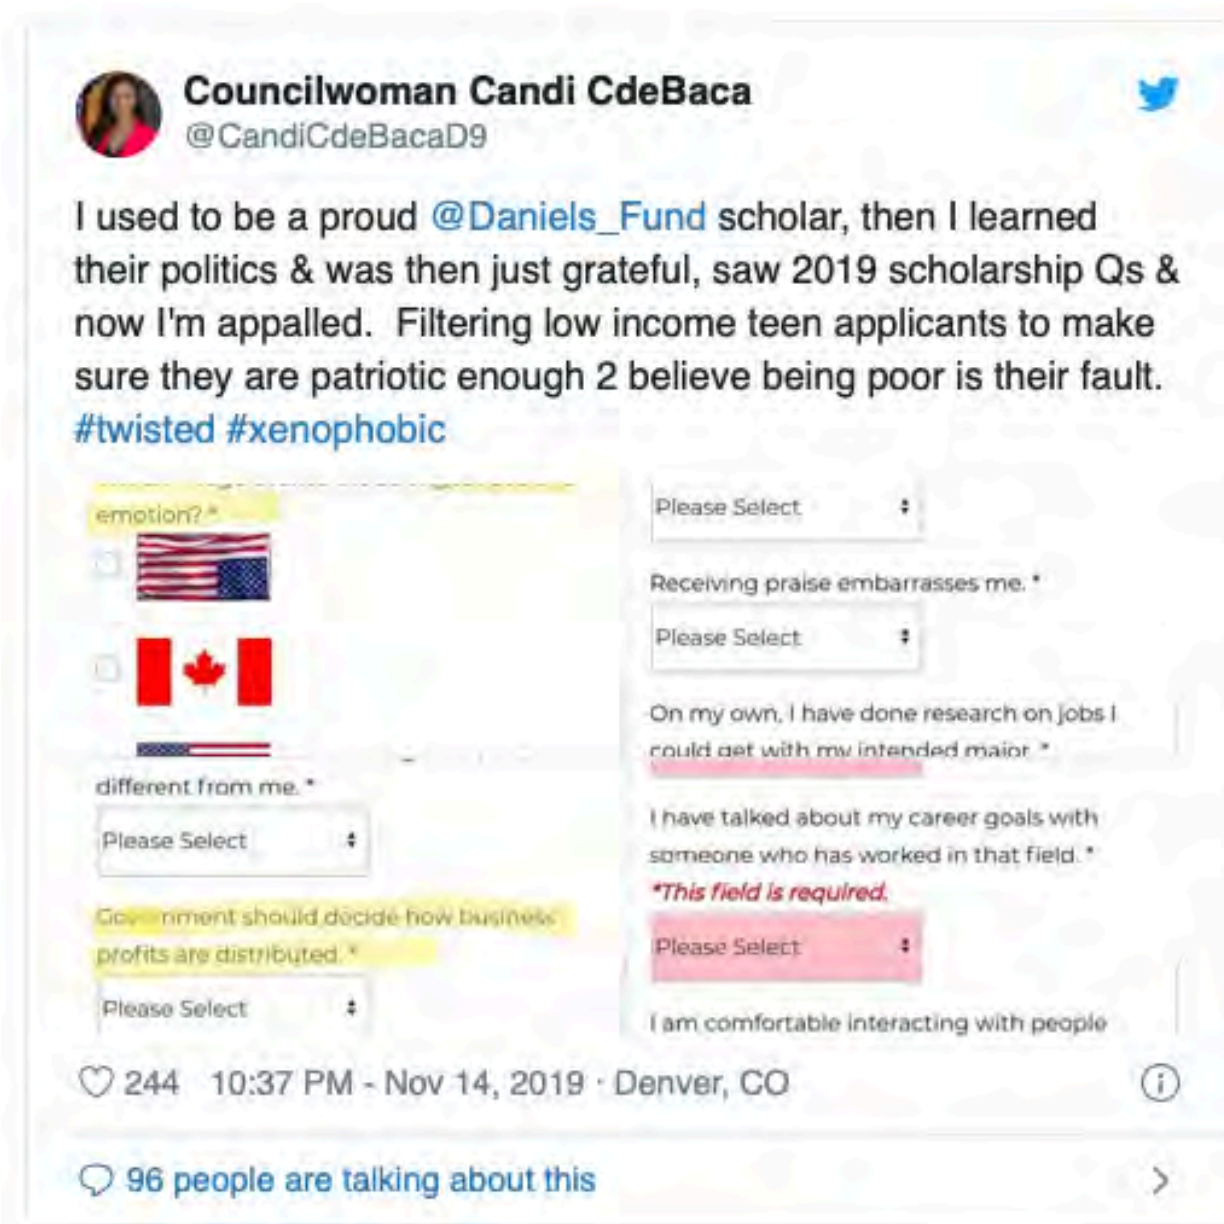 Councilwoman Candi CdeBaca
@CandiCdeBacaD9
I used to be a proud @Daniels_Fund scholar, then I learned
their politics & was then just grateful, saw 2019 scholarship Qs &
now I'm appalled.  Filtering low income teen applicants to make
sure they are patriotic enough 2 believe being poor is their fault.
#twisted #xenophobic
emotion? *
different from me. *
Please Select
Government should decide how business
profits are distributed. *
Please Select
Please Select
Receiving praise embarrasses me. *
Please Select
On my own, I have done research on jobs I
could get with my intended major. *
I have talked about my career goals with
someone who has worked in that field. *
*This field is required.
Please Select
I am comfortable interacting with people
244 10:37 PM - Nov 14, 2019 · Denver, CO
96 people are talking about this